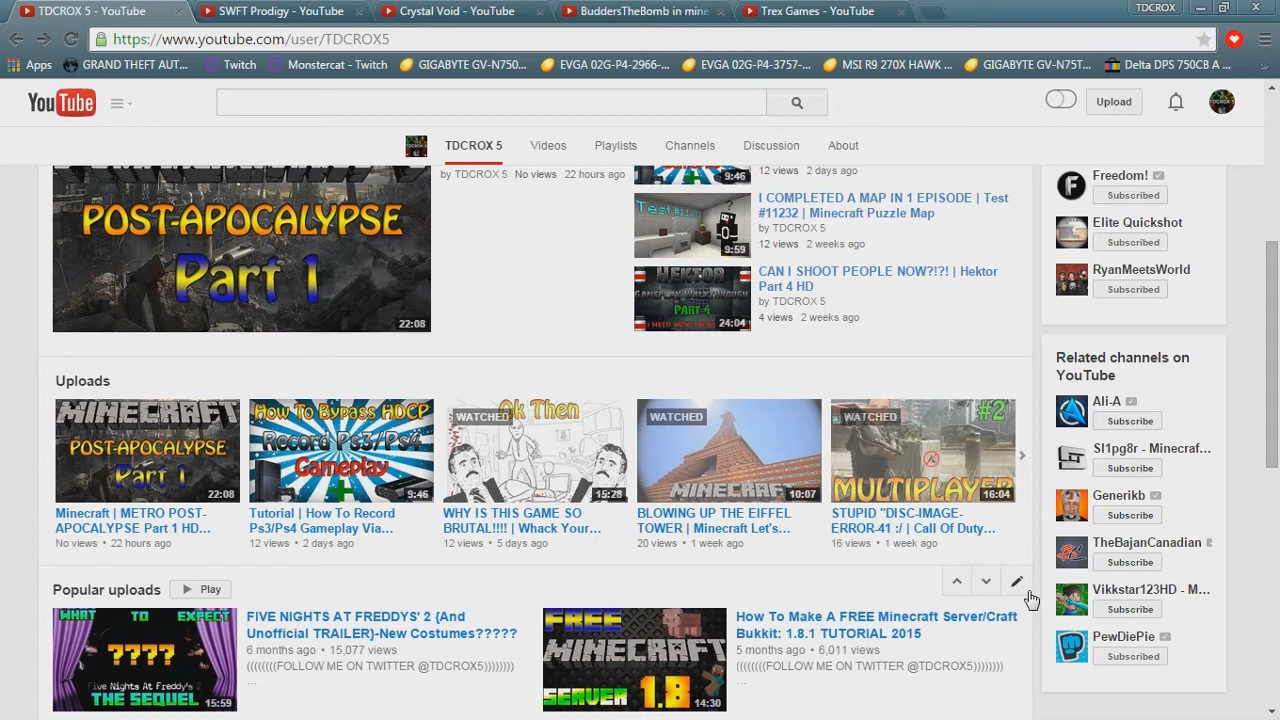 TDCROX 5 - YouTube
SWFT Prodigy - YouTube
Crystal Void - YouTube
BuddersTheBomb in mine
Trex Games - YouTube
TDCROX
https://www.youtube.com/user/TDCROX5
Apps
GRAND THEFT AUT...
Twitch
Monstercat - Twitch
GIGABYTE GV-N750...
EVGA 02G-P4-2966-...
EVGA 02G-P4-3757-...
MSI R9 270X HAWK ...
GIGABYTE GV-N75T...
Delta DPS 750CB A ...
YouTube
Upload
TDCROX 5
Videos
Playlists
Channels
Discussion
About
POST-APOCALYPSE
Part 1
22:08
by TDCROX 5
No views • 22 hours ago
9:46
12 views • 2 days ago
Test #11232
9:59
I COMPLETED A MAP IN 1 EPISODE | Test
#11232 | Minecraft Puzzle Map
by TDCROX 5
12 views • 2 weeks ago
HEKTOR
GAMEPLAY WALKTHROUGH
PART 4
24:04
CAN I SHOOT PEOPLE NOW?!?! | Hektor
Part 4 HD
by TDCROX 5
4 views • 2 weeks ago
Freedom!
Subscribed
Elite Quickshot
Subscribed
RyanMeetsWorld
Subscribed
Uploads
MINECRAFT
POST-APOCALYPSE
Part 1
22:08
Minecraft | METRO POST-
APOCALYPSE Part 1 HD...
No views • 22 hours ago
How To Bypass HDCP
Record Ps3/Ps4
Gameplay
9:46
Tutorial | How To Record
Ps3/Ps4 Gameplay Via...
12 views • 2 days ago
WATCHED
Ok Then
15:28
WHY IS THIS GAME SO
BRUTAL!!!! | Whack Your...
12 views • 5 days ago
WATCHED
MINECRAFT
10:07
BLOWING UP THE EIFFEL
TOWER | Minecraft Let's...
20 views • 1 week ago
WATCHED
#2
MULTIPLAYER
16:04
STUPID "DISC-IMAGE-
ERROR-41 :/ | Call Of Duty...
16 views • 1 week ago
Related channels on
YouTube
Ali-A
Subscribe
Sl1pg8r - Minecraf...
Subscribe
Generikb
Subscribe
TheBajanCanadian
Subscribe
Vikkstar123HD - M...
Subscribe
PewDiePie
Subscribed
Popular uploads
Play
WHAT TO EXPECT
????
Five Nights At Freddy's 2
THE SEQUEL
15:59
FIVE NIGHTS AT FREDDYS' 2 {And
Unofficial TRAILER}-New Costumes?????
6 months ago • 15,077 views
((((((((FOLLOW ME ON TWITTER @TDCROX5))))))))
...
FREE
MINECRAFT
SERVER 1.8
14:30
How To Make A FREE Minecraft Server/Craft
Bukkit: 1.8.1 TUTORIAL 2015
5 months ago • 6,011 views
((((((((FOLLOW ME ON TWITTER @TDCROX5))))))))
...